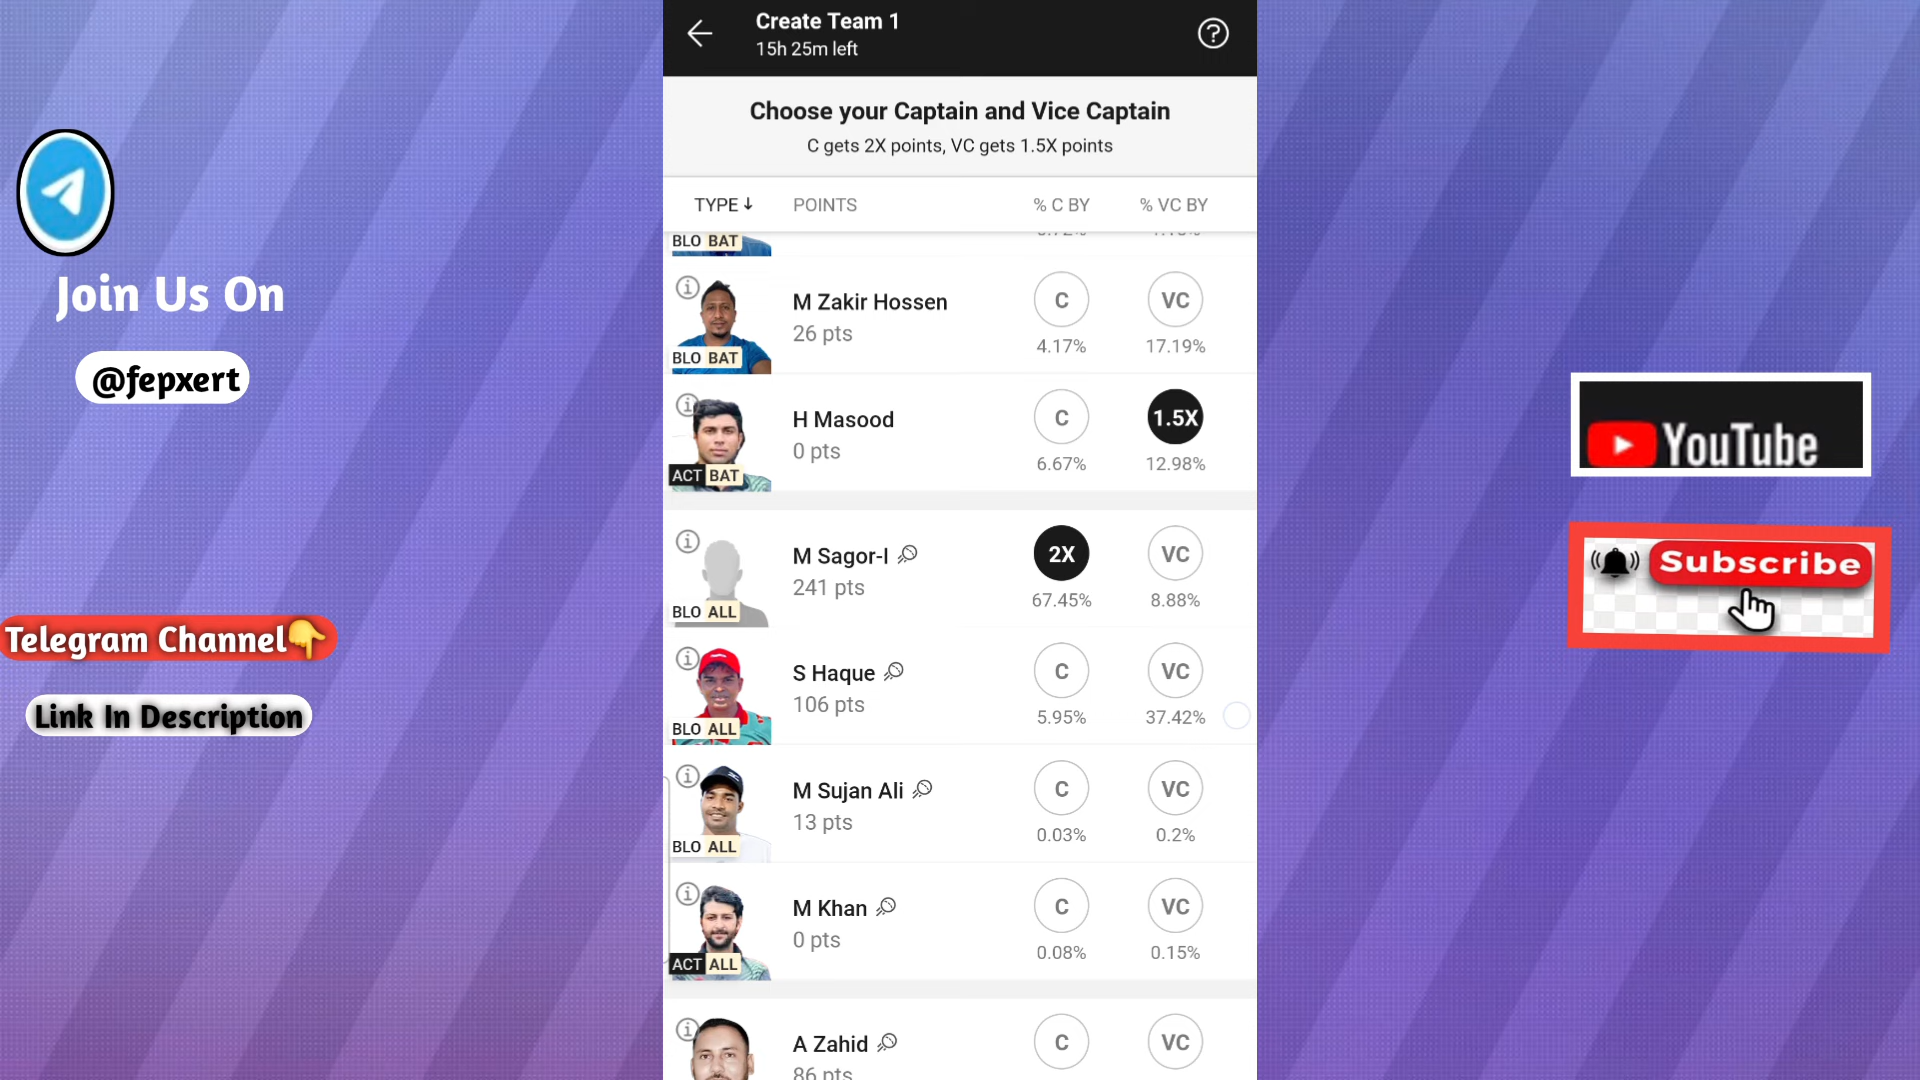 Create Team 1
15h 25m left
Choose your Captain and Vice Captain
C gets 2X points, VC gets 1.5X points
TYPE↓ POINTS % C BY % VC BY
BLO BAT
M Zakir Hossen C VC
26 pts
BLO BAT 4.17% 17.19%
H Masood C 1.5X
0 pts
ACT BAT 6.67% 12.98%
M Sagor-I 2X VC
241 pts
BLO ALL 67.45% 8.88%
S Haque C VC
106 pts
BLO ALL 5.95% 37.42%
M Sujan Ali C VC
13 pts
BLO ALL 0.03% 0.2%
M Khan C VC
0 pts
ACT ALL 0.08% 0.15%
A Zahid C VC
86 pts
Join Us On
@fepxert
Telegram Channel👇
Link In Description
YouTube
Subscribe